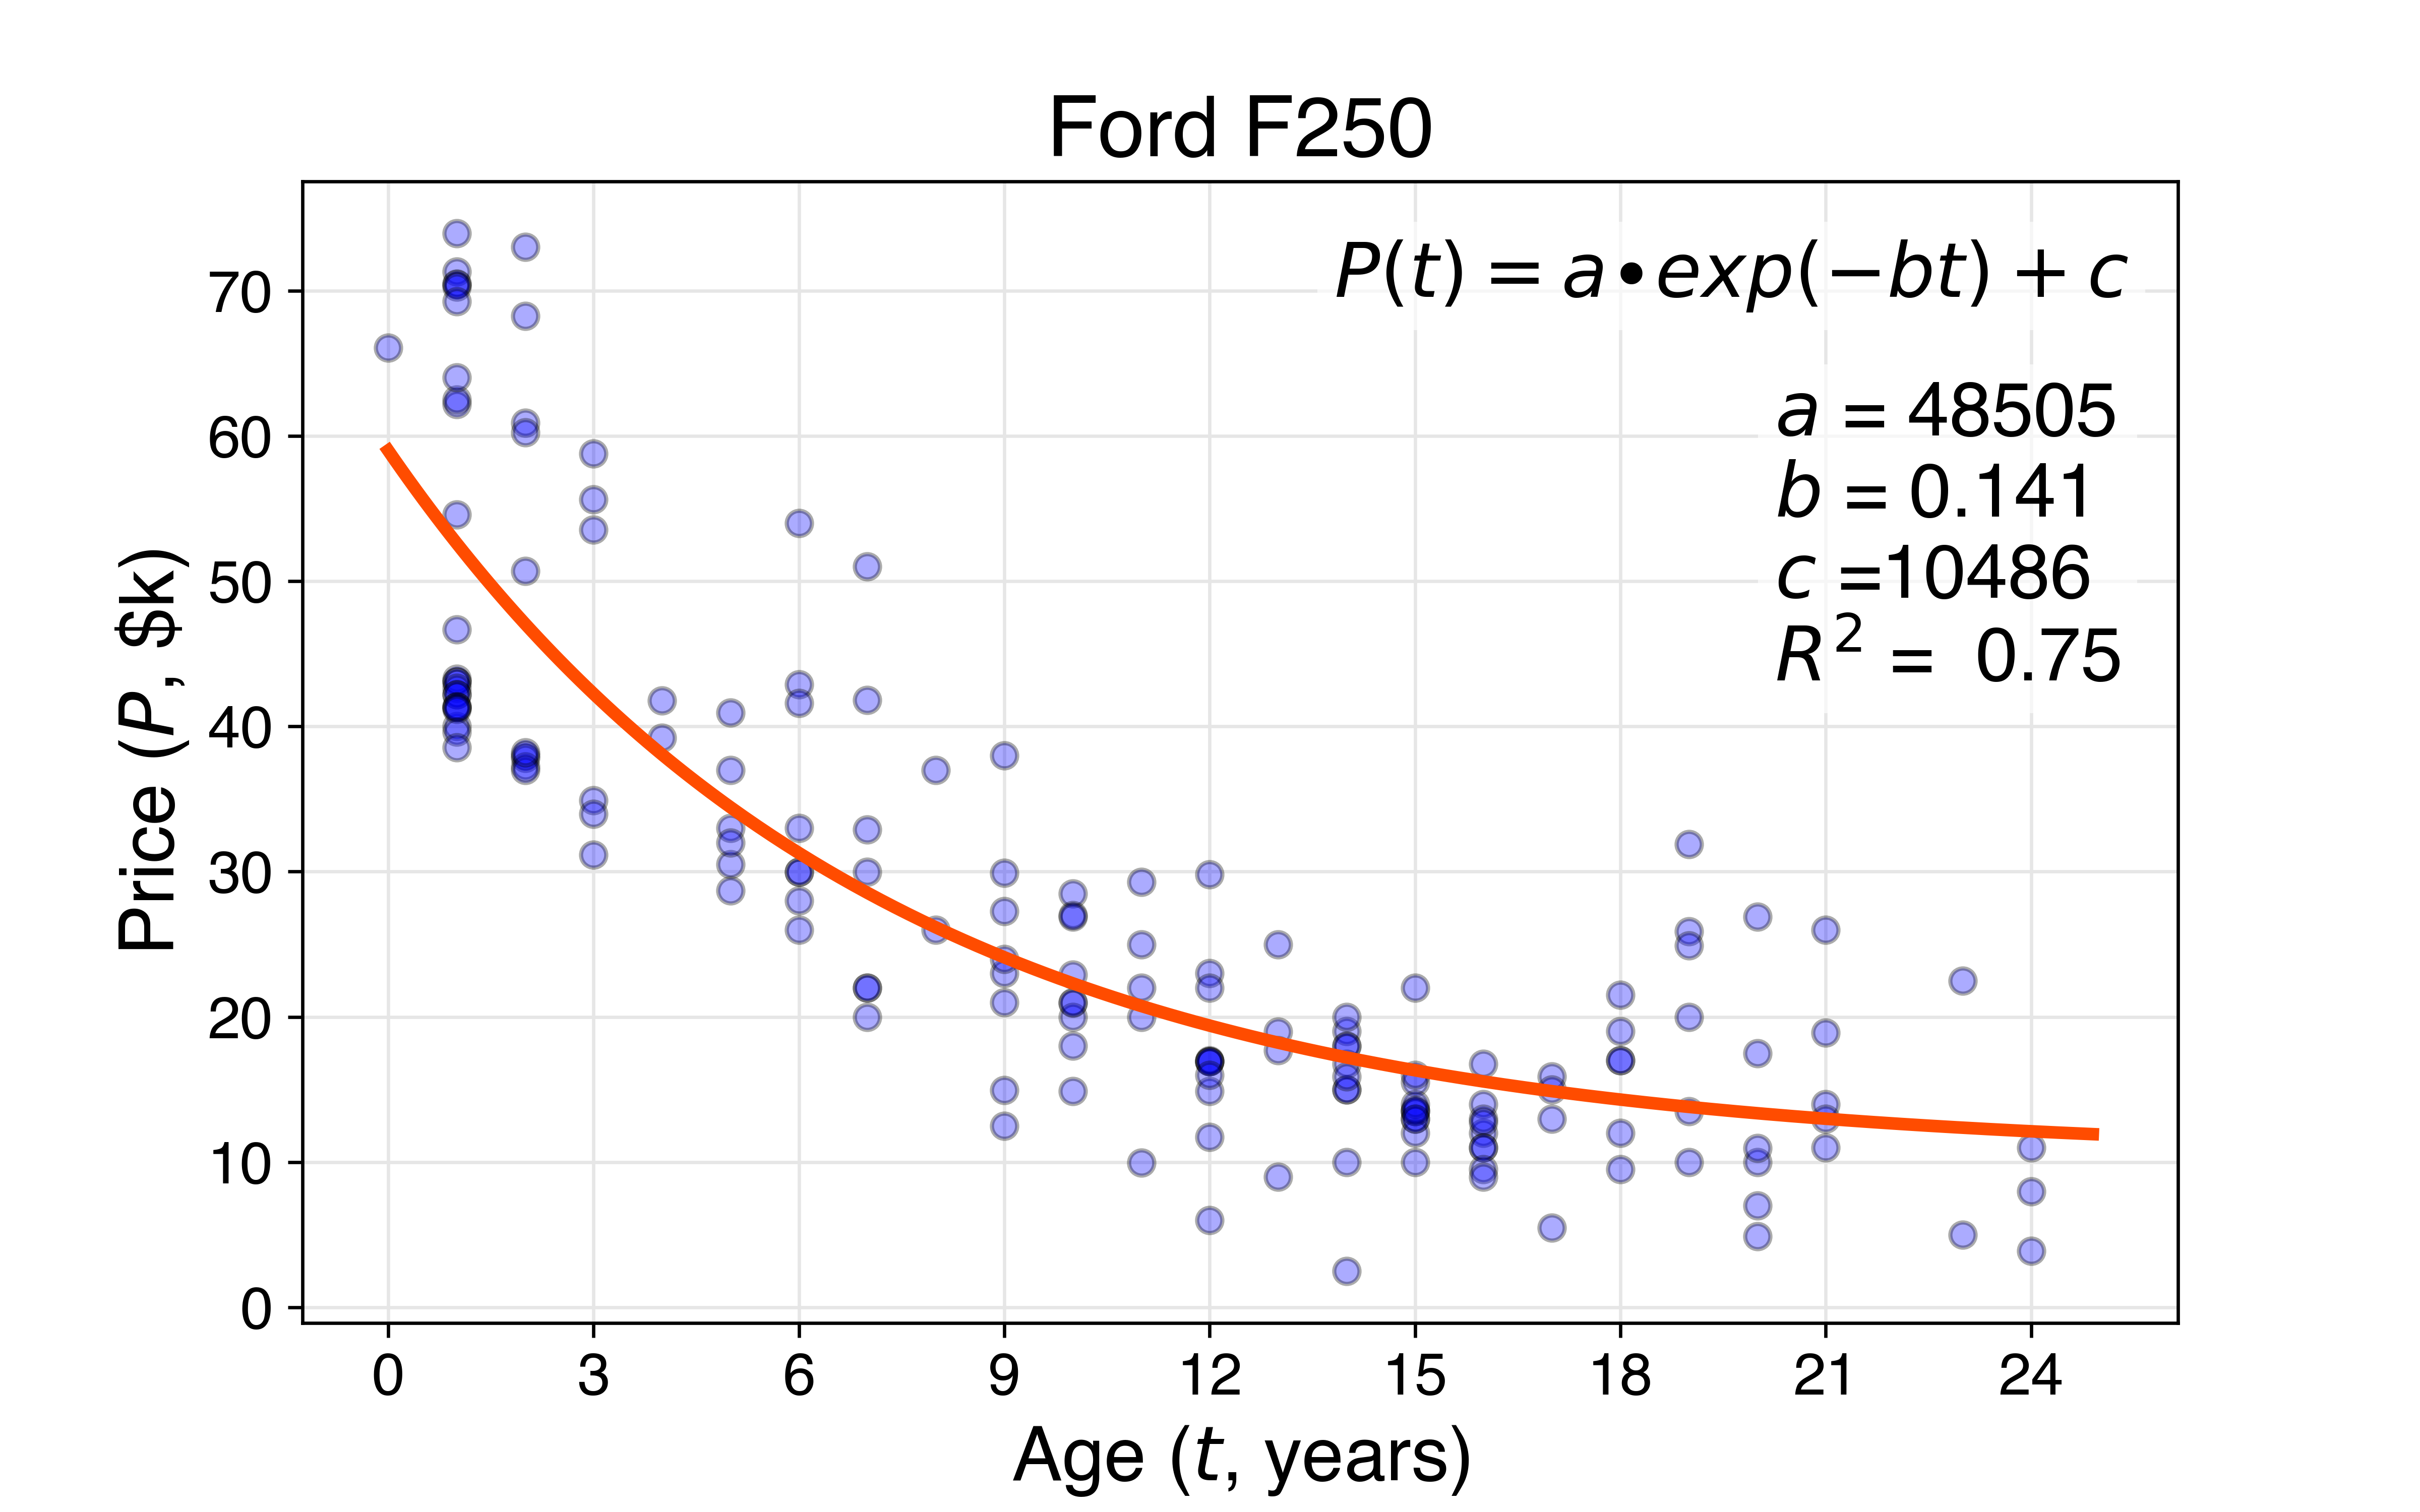 Ford F250
P(t) = a•exp(−bt) + c
a = 48505
b = 0.141
c =10486
R² = 0.75
Price (P, $k)
70
60
50
40
30
20
10
0
0 3 6 9 12 15 18 21 24
Age (t, years)